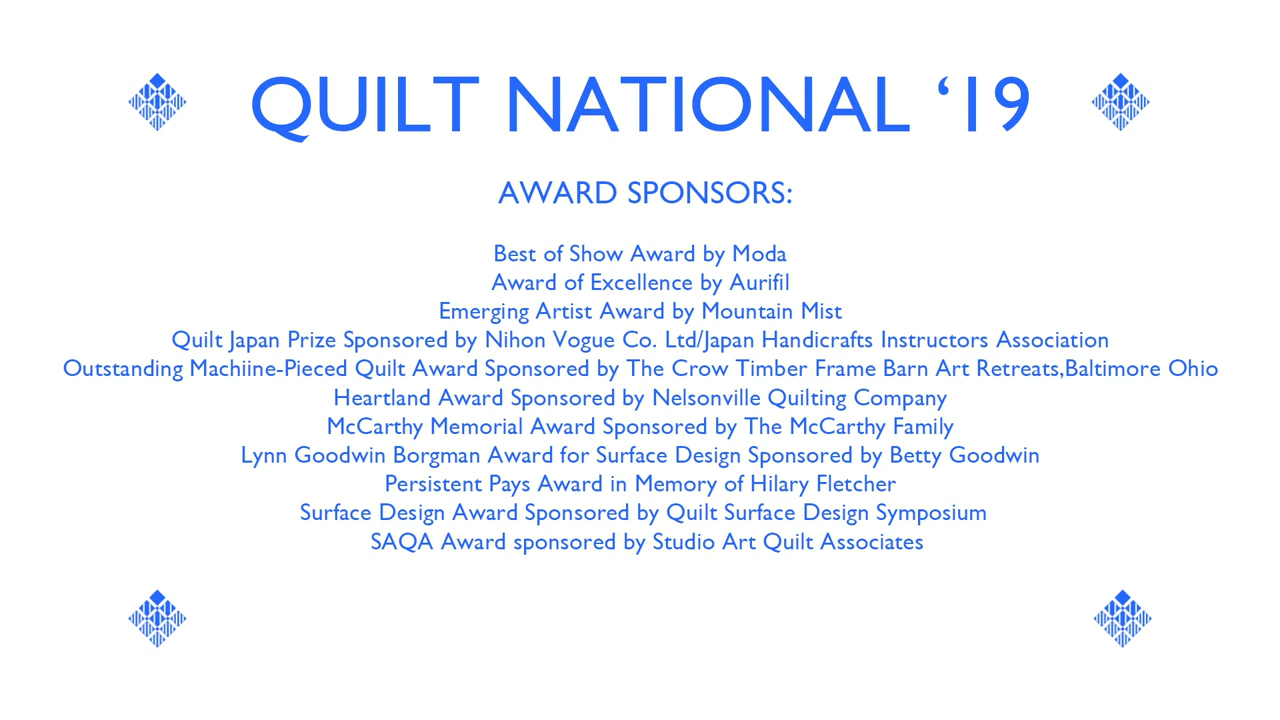 QUILT NATIONAL ‘19
AWARD SPONSORS:
Best of Show Award by Moda
Award of Excellence by Aurifil
Emerging Artist Award by Mountain Mist
Quilt Japan Prize Sponsored by Nihon Vogue Co. Ltd/Japan Handicrafts Instructors Association
Outstanding Machiine-Pieced Quilt Award Sponsored by The Crow Timber Frame Barn Art Retreats,Baltimore Ohio
Heartland Award Sponsored by Nelsonville Quilting Company
McCarthy Memorial Award Sponsored by The McCarthy Family
Lynn Goodwin Borgman Award for Surface Design Sponsored by Betty Goodwin
Persistent Pays Award in Memory of Hilary Fletcher
Surface Design Award Sponsored by Quilt Surface Design Symposium
SAQA Award sponsored by Studio Art Quilt Associates